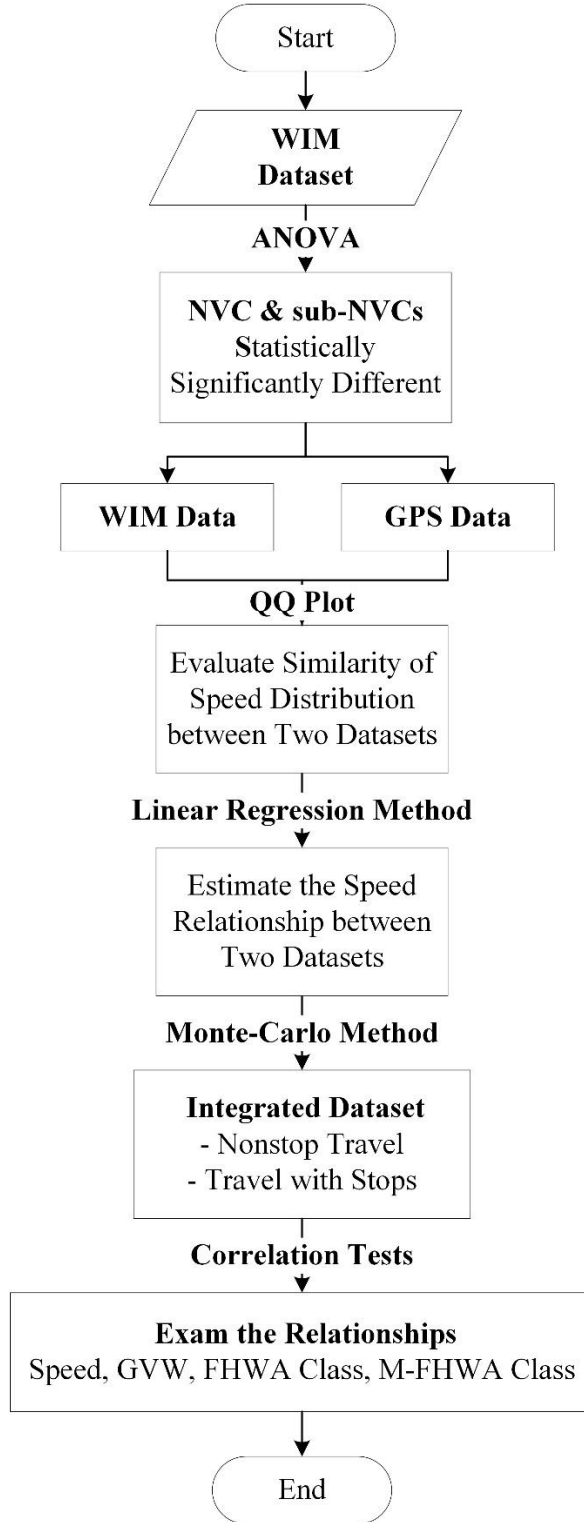 Start
WIM
Dataset
ANOVA
NVC & sub-NVCs
Statistically
Significantly Different
WIM Data
GPS Data
QQ Plot
Evaluate Similarity of
Speed Distribution
between Two Datasets
Linear Regression Method
Estimate the Speed
Relationship between
Two Datasets
Monte-Carlo Method
Integrated Dataset
- Nonstop Travel
- Travel with Stops
Correlation Tests
Exam the Relationships
Speed, GVW, FHWA Class, M-FHWA Class
End